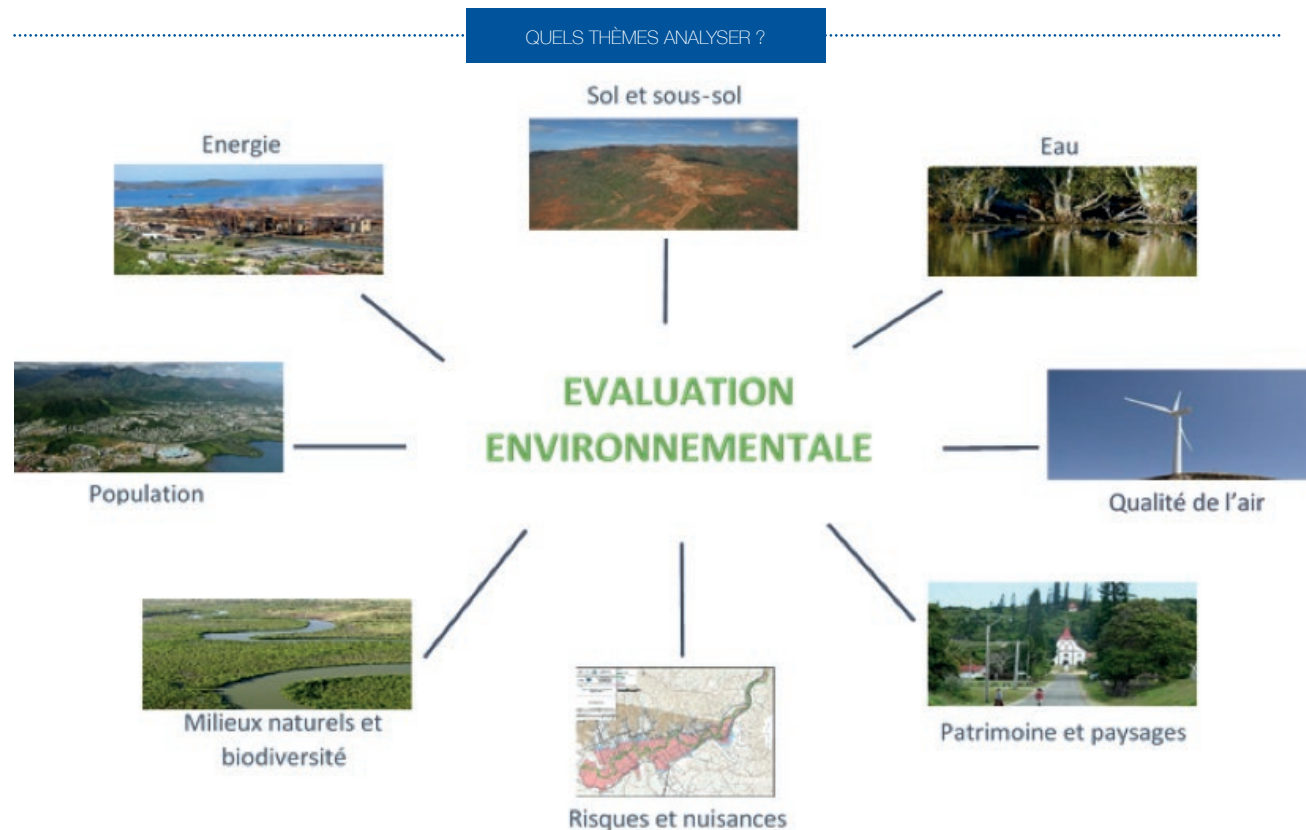 QUELS THÈMES ANALYSER ?
Sol et sous-sol
Energie
Eau
EVALUATION
ENVIRONNEMENTALE
Population
Qualité de l'air
Milieux naturels et
biodiversité
Patrimoine et paysages
Risques et nuisances